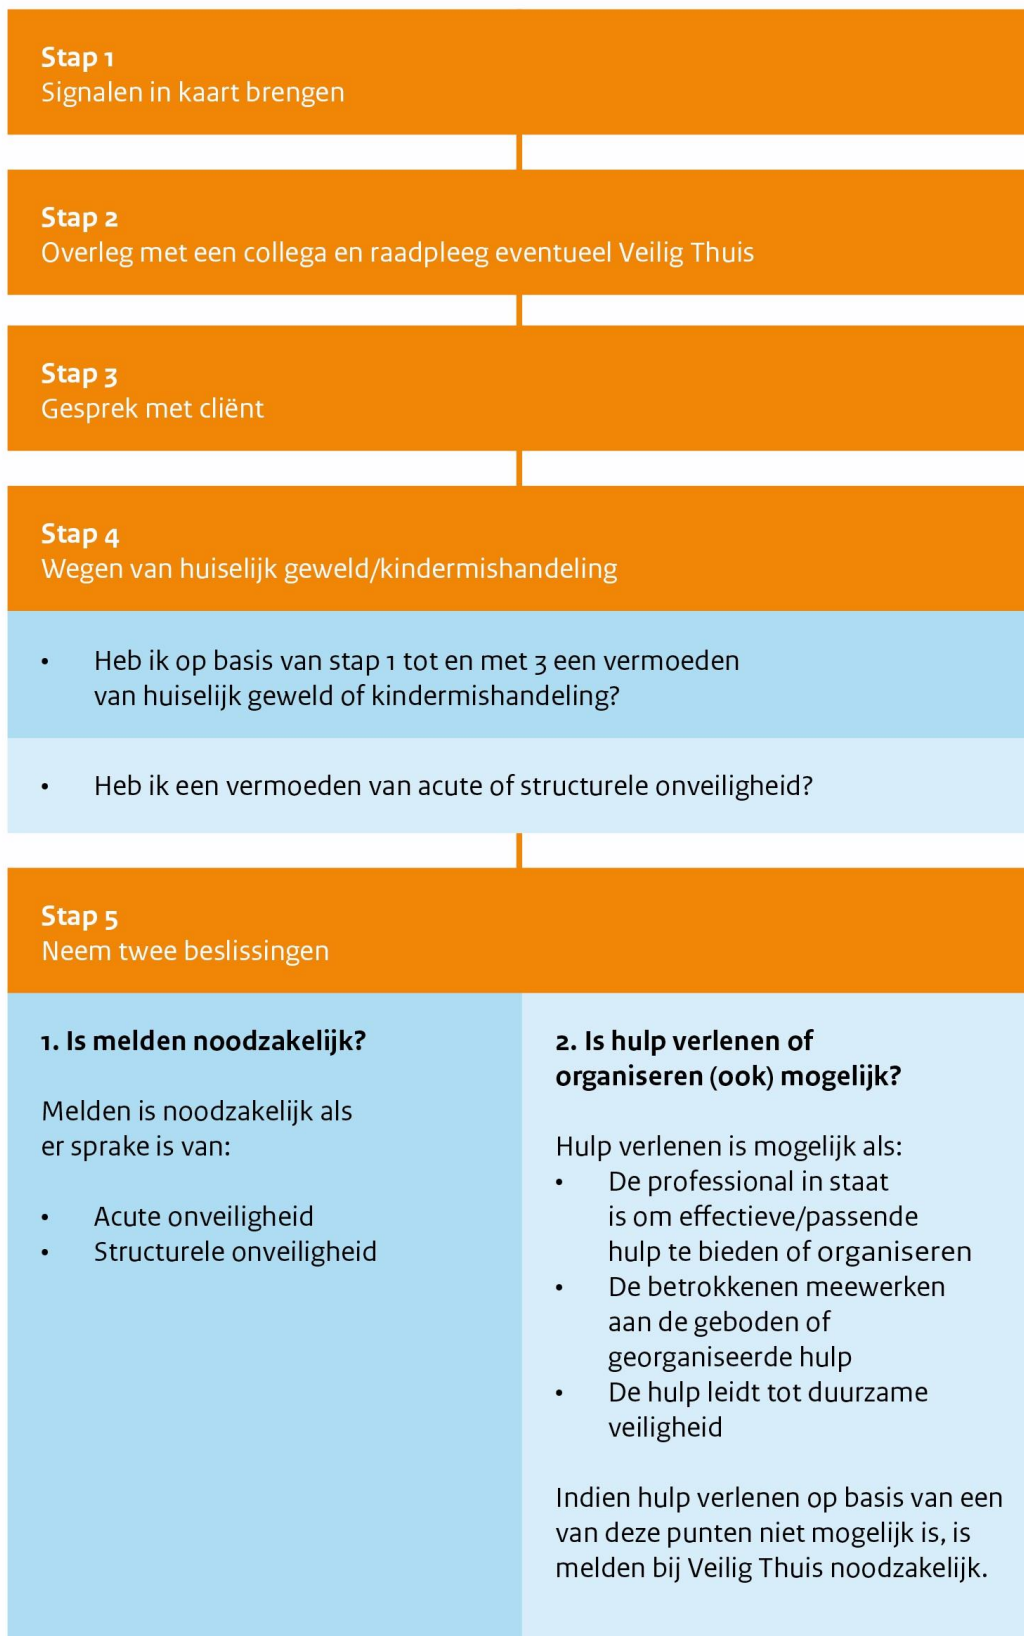 Stap 1
Signalen in kaart brengen
Stap 2
Overleg met een collega en raadpleeg eventueel Veilig Thuis
Stap 3
Gesprek met cliënt
Stap 4
Wegen van huiselijk geweld/kindermishandeling
• Heb ik op basis van stap 1 tot en met 3 een vermoeden
van huiselijk geweld of kindermishandeling?
• Heb ik een vermoeden van acute of structurele onveiligheid?
Stap 5
Neem twee beslissingen
1. Is melden noodzakelijk?
Melden is noodzakelijk als
er sprake is van:
• Acute onveiligheid
• Structurele onveiligheid
2. Is hulp verlenen of
organiseren (ook) mogelijk?
Hulp verlenen is mogelijk als:
• De professional in staat
is om effectieve/passende
hulp te bieden of organiseren
• De betrokkenen meewerken
aan de geboden of
georganiseerde hulp
• De hulp leidt tot duurzame
veiligheid
Indien hulp verlenen op basis van een
van deze punten niet mogelijk is, is
melden bij Veilig Thuis noodzakelijk.